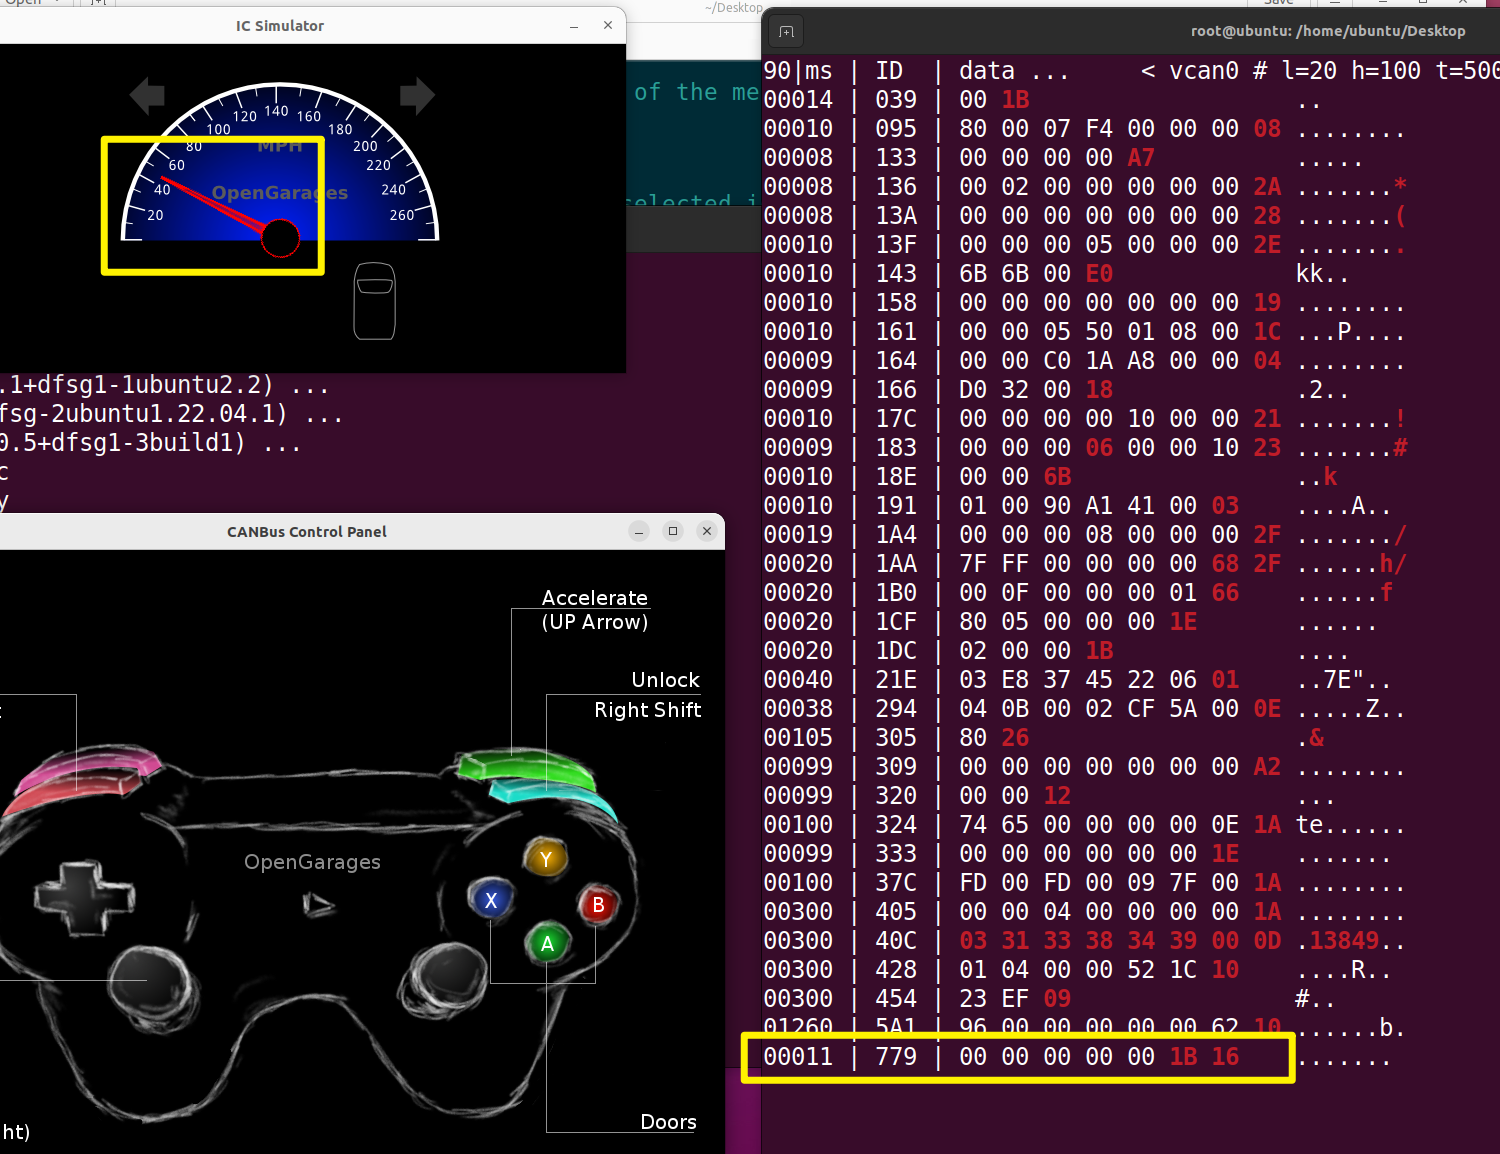 Open
~/Desktop
Save
IC Simulator
root@ubuntu: /home/ubuntu/Desktop
20
40
60
80
100
120
140
160
180
200
220
240
260
MPH
OpenGarages
of the me
selected i
.1+dfsg1-1ubuntu2.2) ...
fsg-2ubuntu1.22.04.1) ...
0.5+dfsg1-3build1) ...
c
y
CANBus Control Panel
Accelerate
(UP Arrow)
Unlock
Right Shift
t
OpenGarages
Y
X
B
A
Doors
ht)
90|ms | ID | data ... < vcan0 # l=20 h=100 t=500
00014 | 039 | 00 1B ..
00010 | 095 | 80 00 07 F4 00 00 00 08 ........
00008 | 133 | 00 00 00 00 A7 .....
00008 | 136 | 00 02 00 00 00 00 00 2A .......*
00008 | 13A | 00 00 00 00 00 00 00 28 .......(
00010 | 13F | 00 00 00 05 00 00 00 2E ........
00010 | 143 | 6B 6B 00 E0 kk..
00010 | 158 | 00 00 00 00 00 00 00 19 ........
00010 | 161 | 00 00 05 50 01 08 00 1C ...P....
00009 | 164 | 00 00 C0 1A A8 00 00 04 ........
00009 | 166 | D0 32 00 18 .2..
00010 | 17C | 00 00 00 00 10 00 00 21 .......!
00009 | 183 | 00 00 00 06 00 00 10 23 .......#
00010 | 18E | 00 00 6B ..k
00010 | 191 | 01 00 90 A1 41 00 03 ....A..
00019 | 1A4 | 00 00 00 08 00 00 00 2F ......./
00020 | 1AA | 7F FF 00 00 00 00 68 2F ......h/
00020 | 1B0 | 00 0F 00 00 00 01 66 ......f
00020 | 1CF | 80 05 00 00 00 1E ......
00020 | 1DC | 02 00 00 1B ....
00040 | 21E | 03 E8 37 45 22 06 01 ..7E"..
00038 | 294 | 04 0B 00 02 CF 5A 00 0E .....Z..
00105 | 305 | 80 26 .&
00099 | 309 | 00 00 00 00 00 00 00 A2 ........
00099 | 320 | 00 00 12 ...
00100 | 324 | 74 65 00 00 00 00 0E 1A te......
00099 | 333 | 00 00 00 00 00 00 1E .......
00100 | 37C | FD 00 FD 00 09 7F 00 1A ........
00300 | 405 | 00 00 04 00 00 00 00 1A ........
00300 | 40C | 03 31 33 38 34 39 00 0D .13849..
00300 | 428 | 01 04 00 00 52 1C 10 ....R..
00300 | 454 | 23 EF 09 #..
01260 | 5A1 | 96 00 00 00 00 00 62 10 ......b.
00011 | 779 | 00 00 00 00 00 1B 16 .......